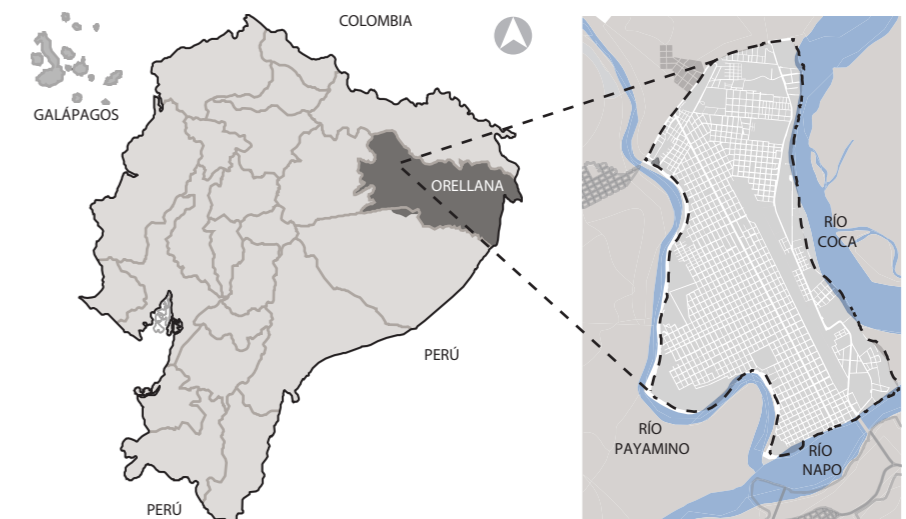 COLOMBIA
GALÁPAGOS
ORELLANA
RÍO
COCA
PERÚ
RÍO
PAYAMINO
RÍO
NAPO
PERÚ